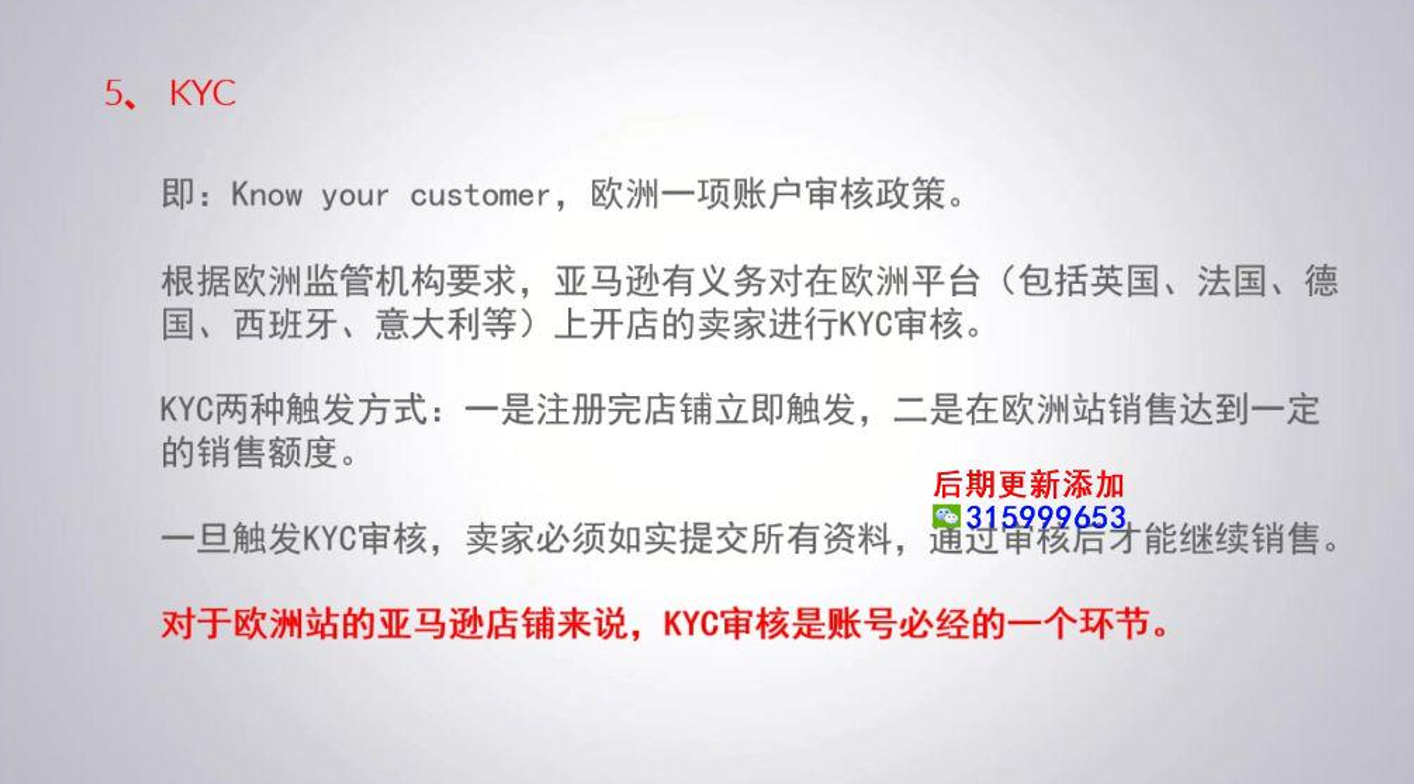 5、 KYC
即：Know your customer，欧洲一项账户审核政策。
根据欧洲监管机构要求，亚马逊有义务对在欧洲平台（包括英国、法国、德
国、西班牙、意大利等）上开店的卖家进行KYC审核。
KYC两种触发方式：一是注册完店铺立即触发，二是在欧洲站销售达到一定
的销售额度。
后期更新添加
315999653
一旦触发KYC审核，卖家必须如实提交所有资料，通过审核后才能继续销售。
对于欧洲站的亚马逊店铺来说，KYC审核是账号必经的一个环节。